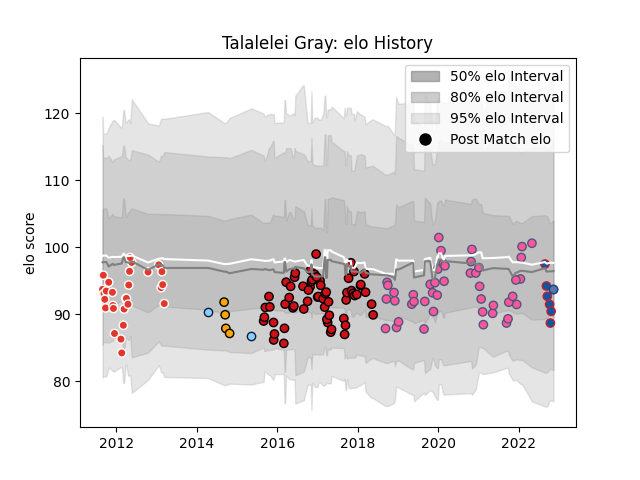 Talalelei Gray: elo History
50% elo Interval
80% elo Interval
95% elo Interval
Post Match elo
elo score
120
110
100
90
80
2012 2014 2016 2018 2020 2022